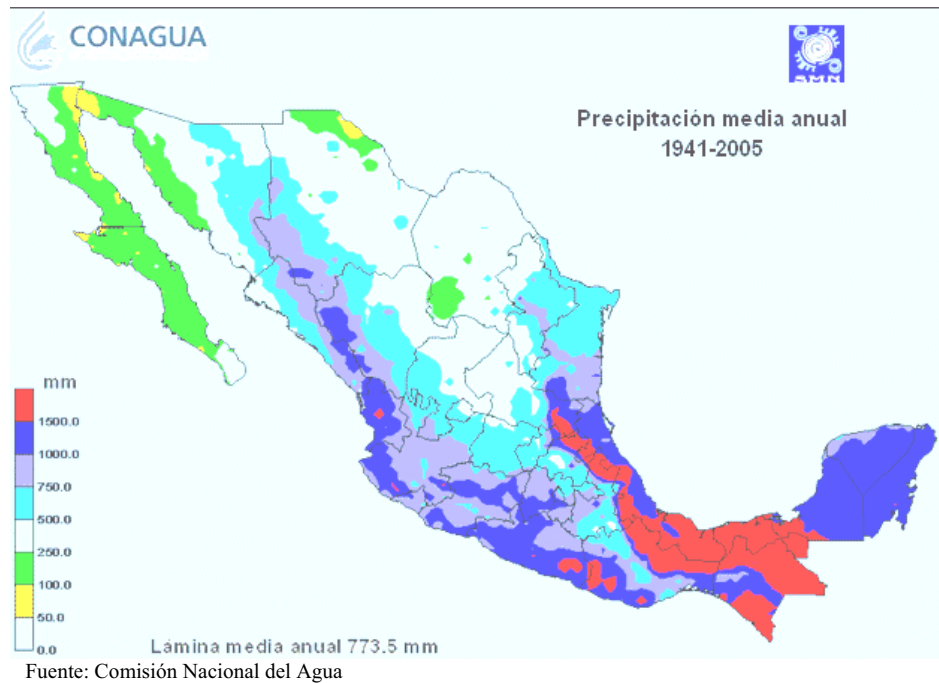 CONAGUA
SMN
Precipitación media anual
1941-2005
mm
1500.0
1000.0
750.0
500.0
250.0
100.0
50.0
0.0
Lámina media anual 773.5 mm
Fuente: Comisión Nacional del Agua